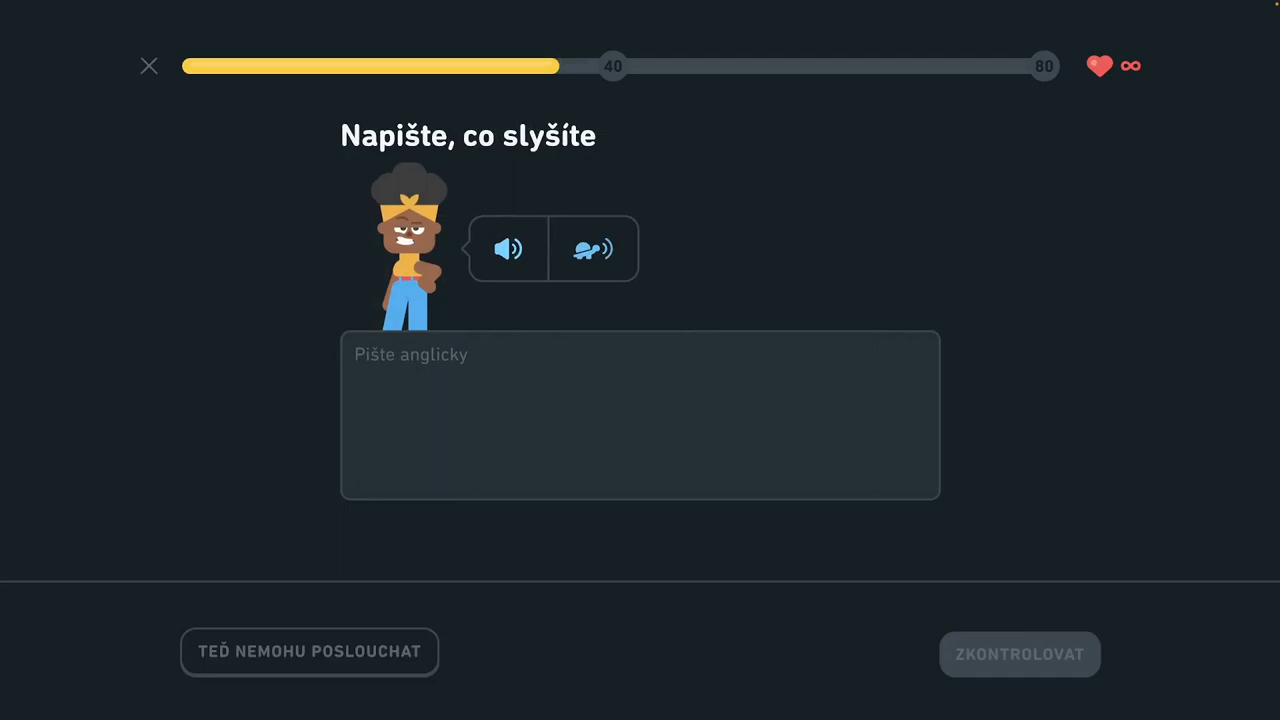 40
80
∞
Napište, co slyšíte
Pište anglicky
TEĎ NEMOHU POSLOUCHAT
ZKONTROLOVAT